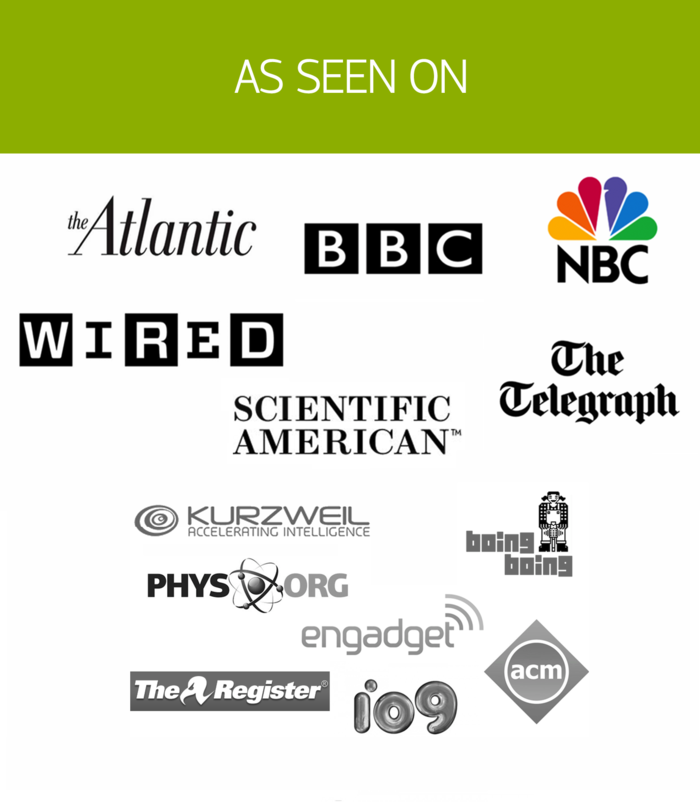 AS SEEN ON
the Atlantic
BBC
NBC
WIRED
The
Telegraph
SCIENTIFIC
AMERICAN™
KURZWEIL
ACCELERATING INTELLIGENCE
boing
boing
PHYS ORG
engadget
acm
The Register®
io9